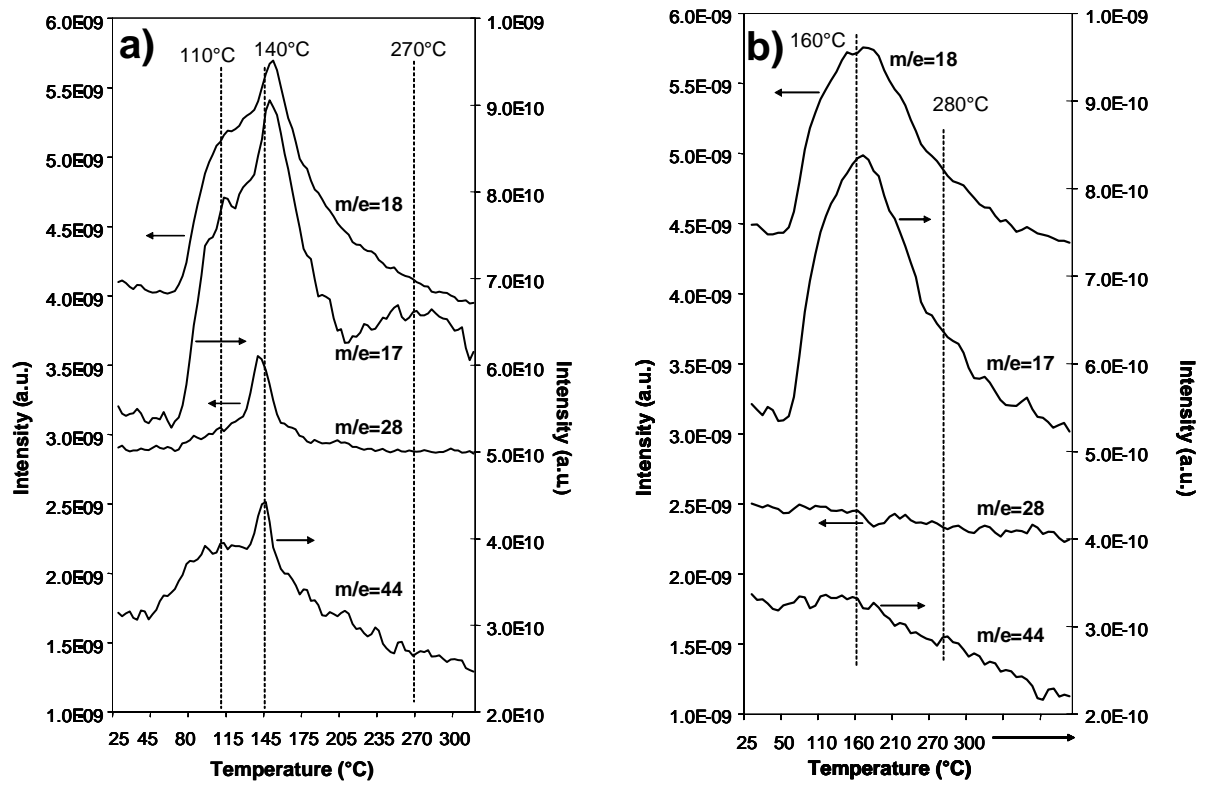 a)
110°C
140°C
270°C
6.0E09
5.5E09
5.0E09
4.5E09
4.0E09
3.5E09
3.0E09
2.5E09
2.0E09
1.5E09
1.0E09
Intensity (a.u.)
m/e=18
m/e=17
m/e=28
m/e=44
1.0E09
9.0E10
8.0E10
7.0E10
6.0E10
5.0E10
4.0E10
3.0E10
2.0E10
Intensity (a.u.)
25 45 80 115 145 175 205 235 270 300
Temperature (°C)
b)
160°C
280°C
6.0E-09
5.5E-09
5.0E-09
4.5E-09
4.0E-09
3.5E-09
3.0E-09
2.5E-09
2.0E-09
1.5E-09
1.0E-09
Intensity (a.u.)
m/e=18
m/e=17
m/e=28
m/e=44
1.0E-09
9.0E-10
8.0E-10
7.0E-10
6.0E-10
5.0E-10
4.0E-10
3.0E-10
2.0E-10
Intensity (a.u.)
25 50 110 160 210 270 300
Temperature (°C)